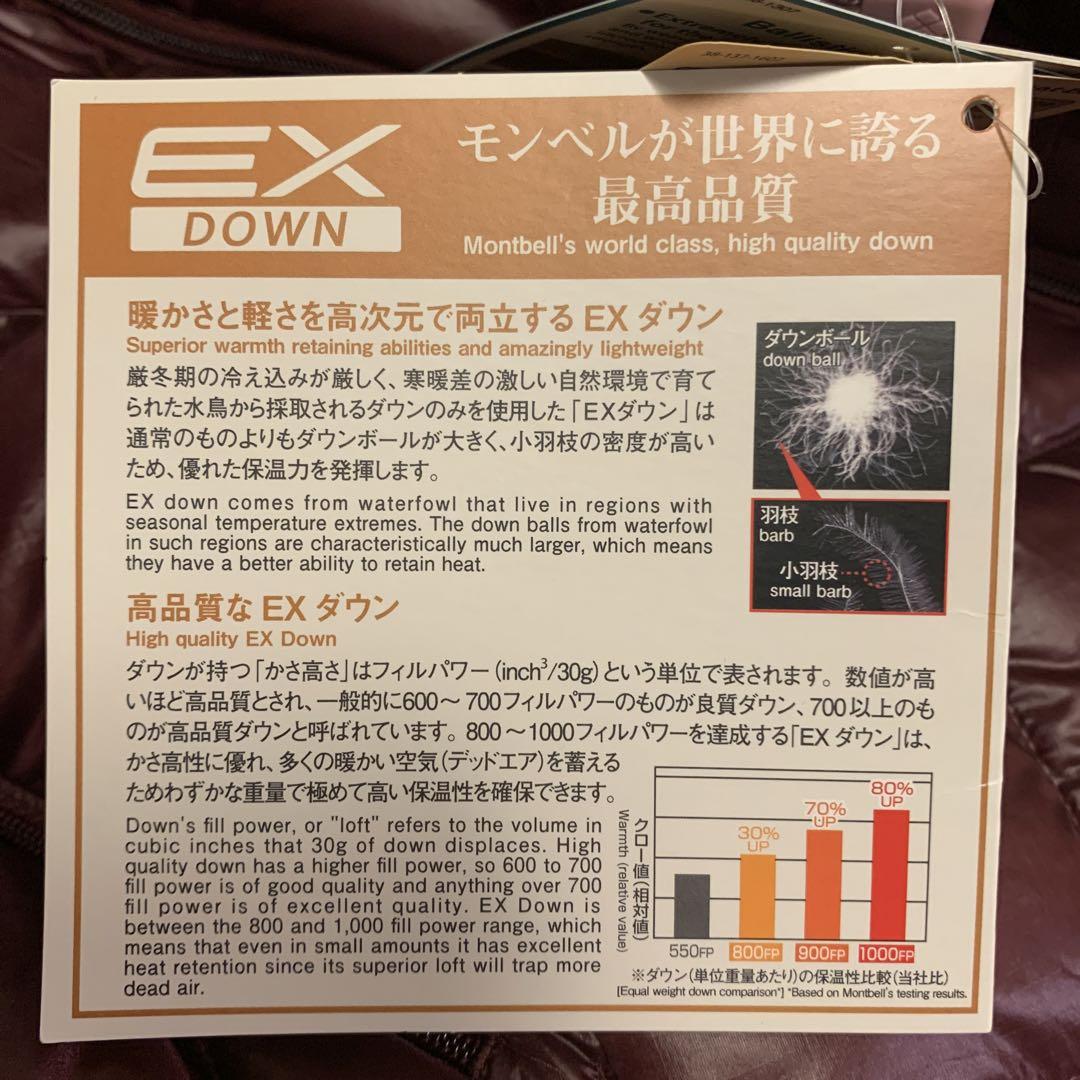 38-137-1607
EX
DOWN
モンベルが世界に誇る
最高品質
Montbell's world class, high quality down
暖かさと軽さを高次元で両立する EX ダウン
Superior warmth retaining abilities and amazingly lightweight
厳冬期の冷え込みが厳しく、寒暖差の激しい自然環境で育て
られた水鳥から採取されるダウンのみを使用した「EXダウン」は
通常のものよりもダウンボールが大きく、小羽枝の密度が高い
ため、優れた保温力を発揮します。
EX down comes from waterfowl that live in regions with
seasonal temperature extremes. The down balls from waterfowl
in such regions are characteristically much larger, which means
they have a better ability to retain heat.
ダウンボール
down ball
羽枝
barb
小羽枝
small barb
高品質な EX ダウン
High quality EX Down
ダウンが持つ「かさ高さ」はフィルパワー (inch³/30g) という単位で表されます。数値が高
いほど高品質とされ、一般的に600～700フィルパワーのものが良質ダウン、700以上のも
のが高品質ダウンと呼ばれています。800～1000フィルパワーを達成する「EX ダウン」は、
かさ高性に優れ、多くの暖かい空気(デッドエア)を蓄える
ためわずかな重量で極めて高い保温性を確保できます。
Down's fill power, or "loft" refers to the volume in
cubic inches that 30g of down displaces. High
quality down has a higher fill power, so 600 to 700
fill power is of good quality and anything over 700
fill power is of excellent quality. EX Down is
between the 800 and 1,000 fill power range, which
means that even in small amounts it has excellent
heat retention since its superior loft will trap more
dead air.
クロー値(相対値)
Warmth (relative value)
30%
UP
70%
UP
80%
UP
550FP
800FP
900FP
1000FP
※ダウン(単位重量あたり)の保温性比較(当社比)
[Equal weight down comparison*] *Based on Montbell's testing results.